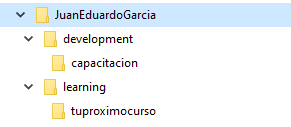 JuanEduardoGarcia
development
capacitacion
learning
tuproximocurso